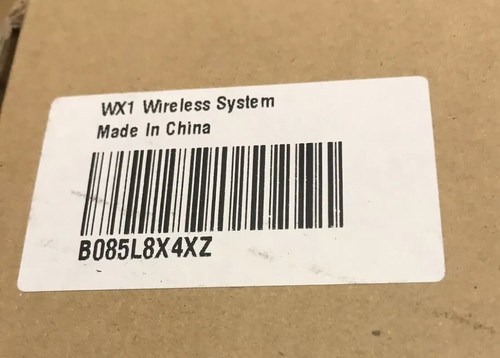 WX1 Wireless System
Made In China
B085L8X4XZ